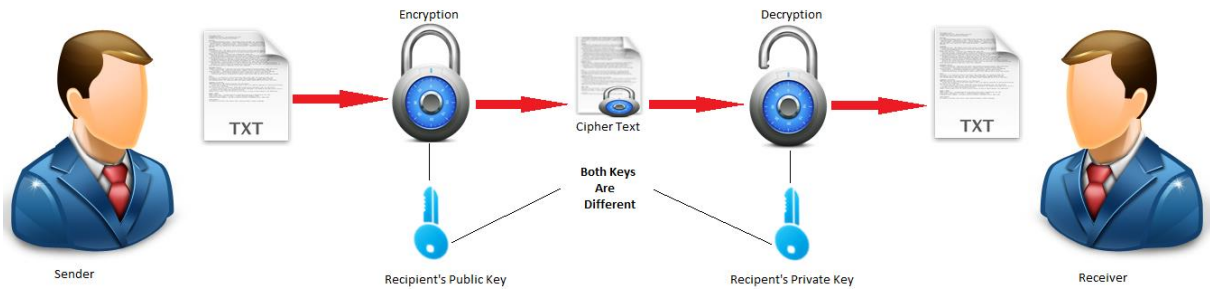 Encryption
Decryption
TXT
TXT
Cipher Text
Both Keys
Are
Different
Sender
Recipient's Public Key
Recipent's Private Key
Receiver